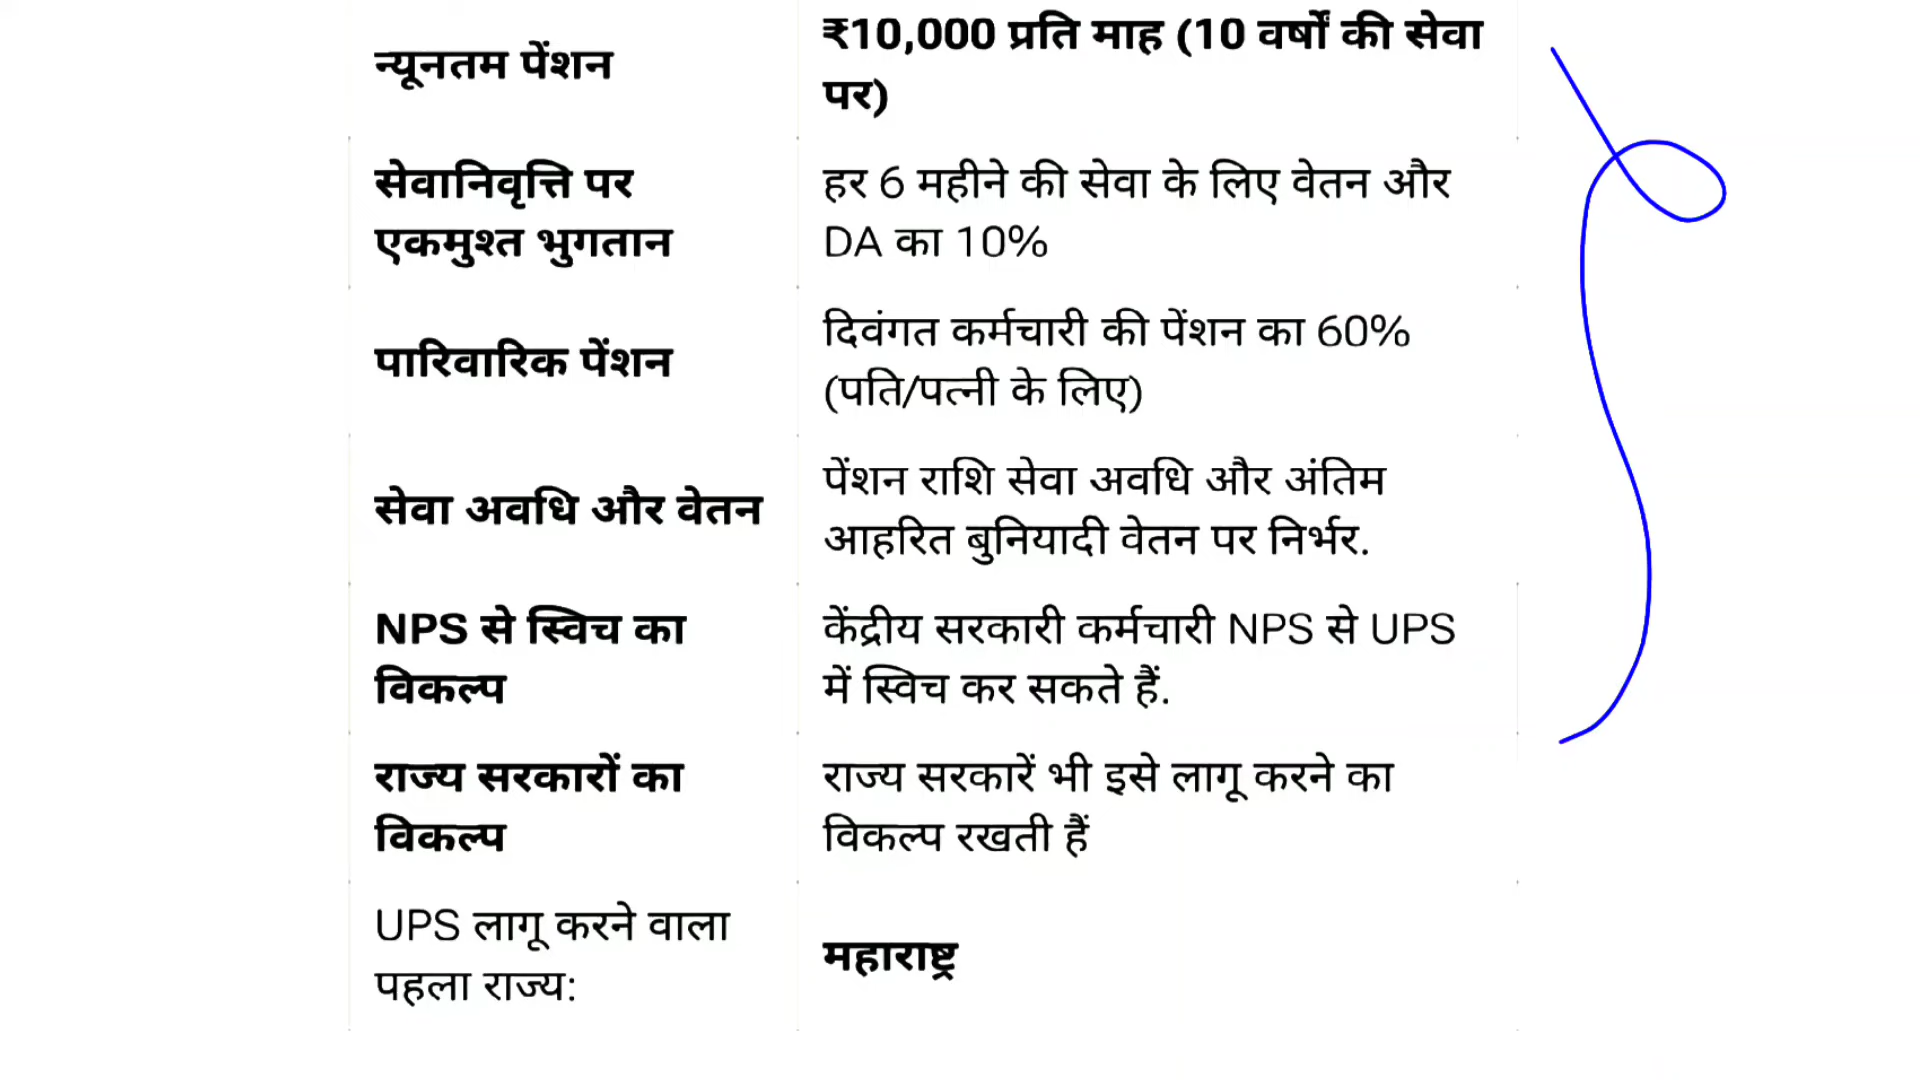 न्यूनतम पेंशन
₹10,000 प्रति माह (10 वर्षों की सेवा
पर)
सेवानिवृत्ति पर
एकमुश्त भुगतान
हर 6 महीने की सेवा के लिए वेतन और
DA का 10%
पारिवारिक पेंशन
दिवंगत कर्मचारी की पेंशन का 60%
(पति/पत्नी के लिए)
सेवा अवधि और वेतन
पेंशन राशि सेवा अवधि और अंतिम
आहरित बुनियादी वेतन पर निर्भर.
NPS से स्विच का
विकल्प
केंद्रीय सरकारी कर्मचारी NPS से UPS
में स्विच कर सकते हैं.
राज्य सरकारों का
विकल्प
राज्य सरकारें भी इसे लागू करने का
विकल्प रखती हैं
UPS लागू करने वाला
पहला राज्य:
महाराष्ट्र